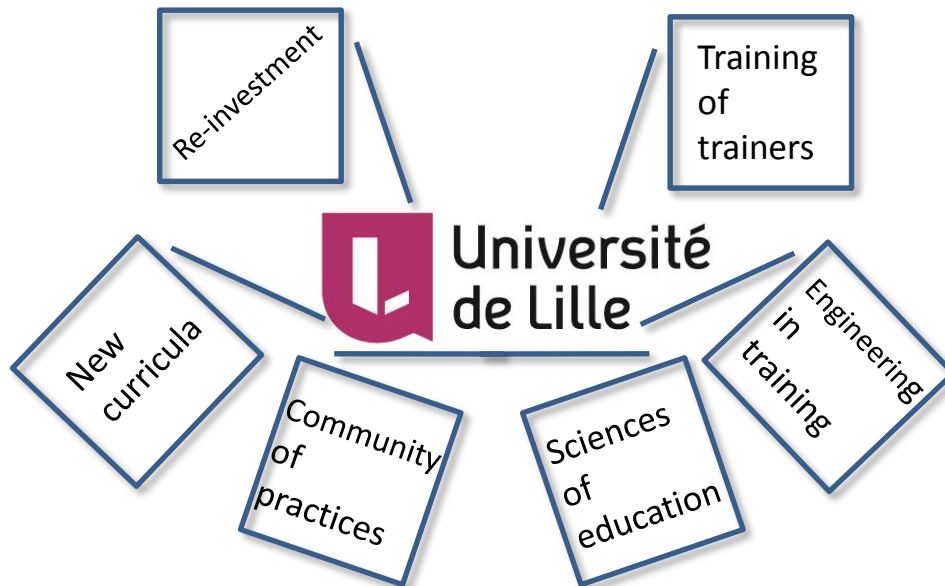 Re-investment
Training
of
trainers
Université
de Lille
New
curricula
Community
of
practices
Sciences
of
education
Engineering
in
training